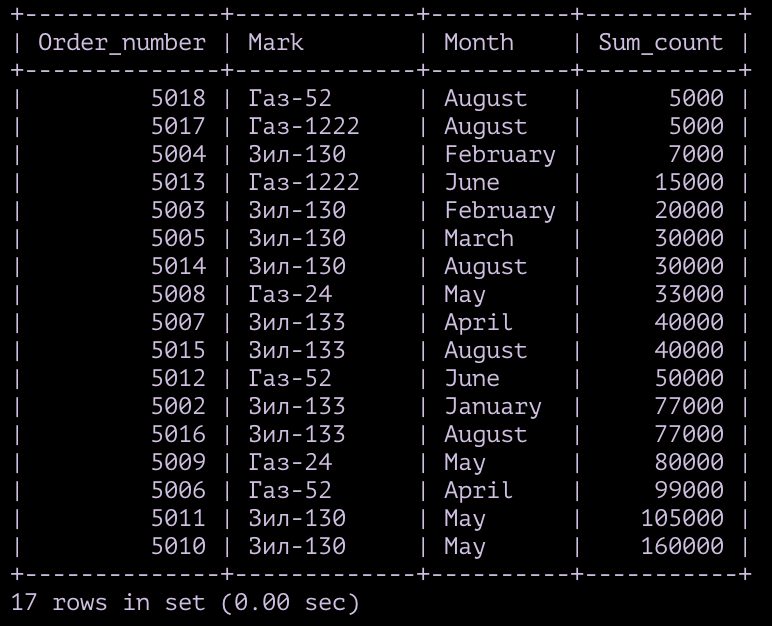 +--------------+-------------+----------+-----------+
| Order_number | Mark        | Month    | Sum_count |
+--------------+-------------+----------+-----------+
|         5018 | Газ-52      | August   |      5000 |
|         5017 | Газ-1222    | August   |      5000 |
|         5004 | Зил-130     | February |      7000 |
|         5013 | Газ-1222    | June     |     15000 |
|         5003 | Зил-130     | February |     20000 |
|         5005 | Зил-130     | March    |     30000 |
|         5014 | Зил-130     | August   |     30000 |
|         5008 | Газ-24      | May      |     33000 |
|         5007 | Зил-133     | April    |     40000 |
|         5015 | Зил-133     | August   |     40000 |
|         5012 | Газ-52      | June     |     50000 |
|         5002 | Зил-133     | January  |     77000 |
|         5016 | Зил-133     | August   |     77000 |
|         5009 | Газ-24      | May      |     80000 |
|         5006 | Газ-52      | April    |     99000 |
|         5011 | Зил-130     | May      |    105000 |
|         5010 | Зил-130     | May      |    160000 |
+--------------+-------------+----------+-----------+
17 rows in set (0.00 sec)